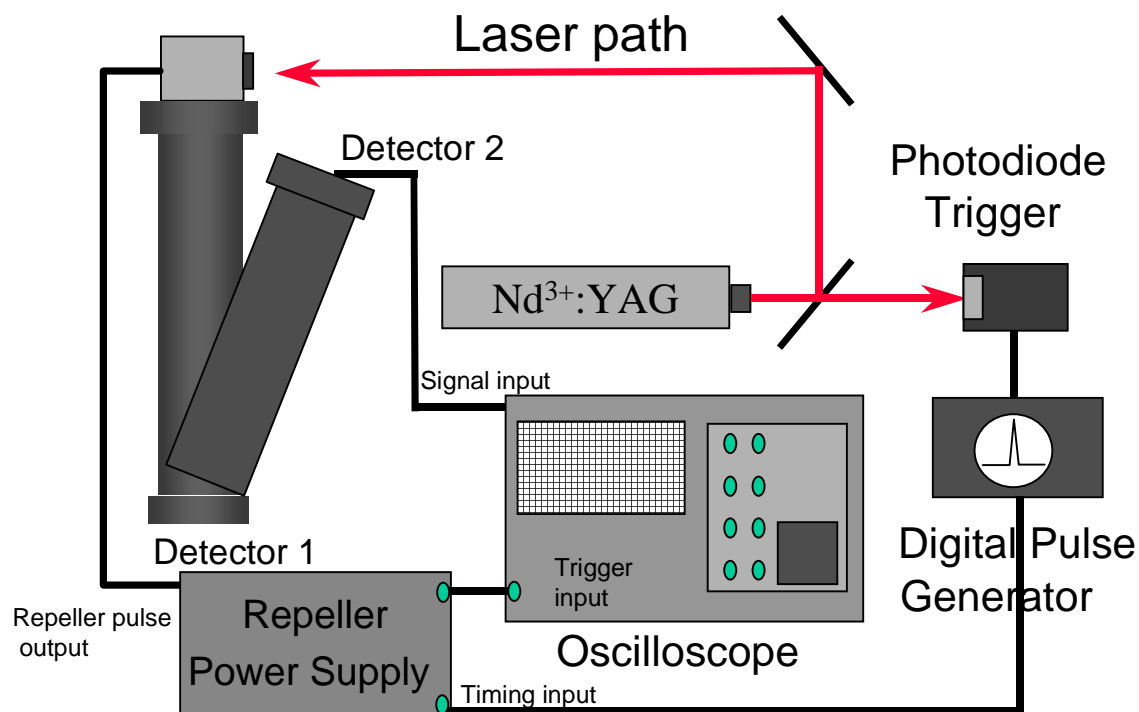 Laser path
Detector 2
Photodiode
Trigger
Nd³⁺:YAG
Signal input
Detector 1
Trigger
input
Digital Pulse
Generator
Repeller pulse
output
Repeller
Power Supply
Oscilloscope
Timing input